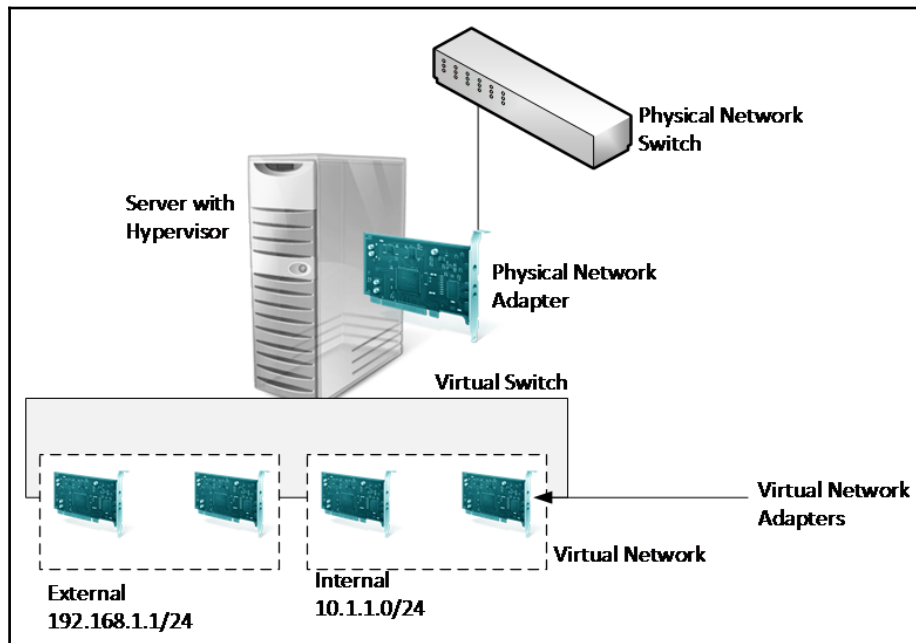 Physical Network
Switch
Server with
Hypervisor
Physical Network
Adapter
Virtual Switch
Virtual Network
Adapters
Virtual Network
External
192.168.1.1/24
Internal
10.1.1.0/24